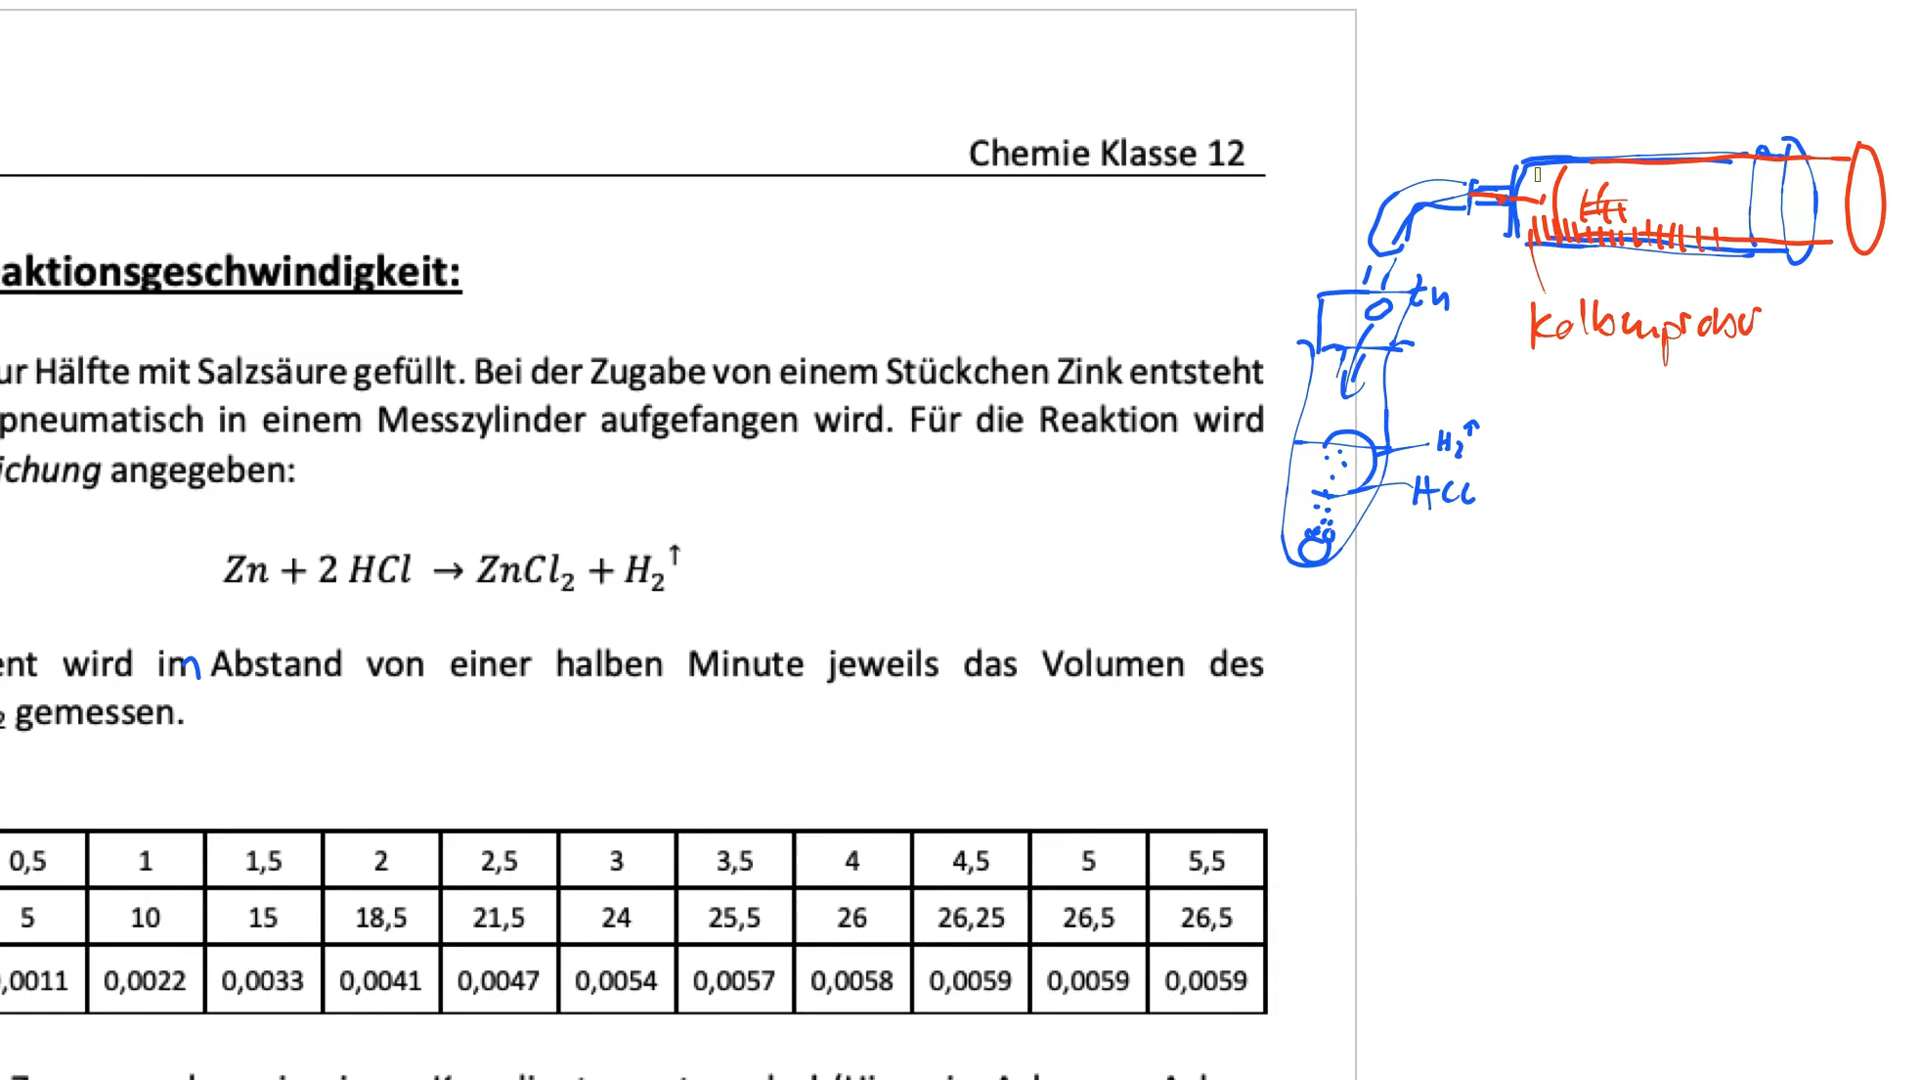 Chemie Klasse 12
aktionsgeschwindigkeit:
ur Hälfte mit Salzsäure gefüllt. Bei der Zugabe von einem Stückchen Zink entsteht
pneumatisch in einem Messzylinder aufgefangen wird. Für die Reaktion wird
ichung angegeben:
Zn + 2 HCl → ZnCl₂ + H₂↑
ent wird im Abstand von einer halben Minute jeweils das Volumen des
₂ gemessen.
0,5 1 1,5 2 2,5 3 3,5 4 4,5 5 5,5
5 10 15 18,5 21,5 24 25,5 26 26,25 26,5 26,5
,0011 0,0022 0,0033 0,0041 0,0047 0,0054 0,0057 0,0058 0,0059 0,0059 0,0059
Kolbenprober
H₂↑
HCl